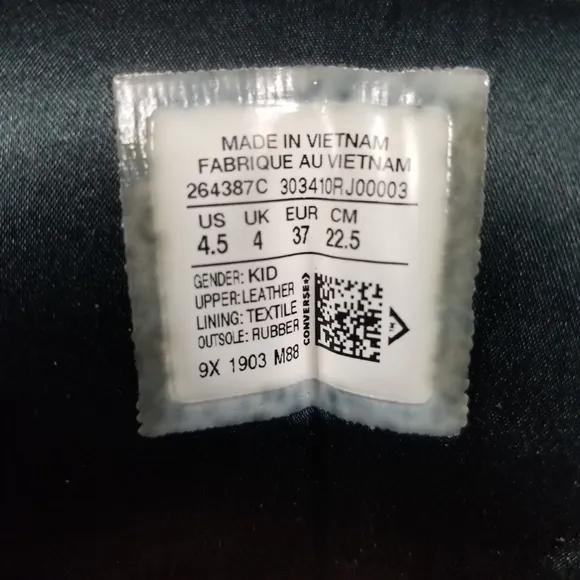 MADE IN VIETNAM
FABRIQUE AU VIETNAM
264387C 303410RJ00003
US UK EUR CM
4.5 4 37 22.5
GENDER: KID
UPPER: LEATHER
LINING: TEXTILE
OUTSOLE: RUBBER
9X 1903 M88
CONVERSE
TM